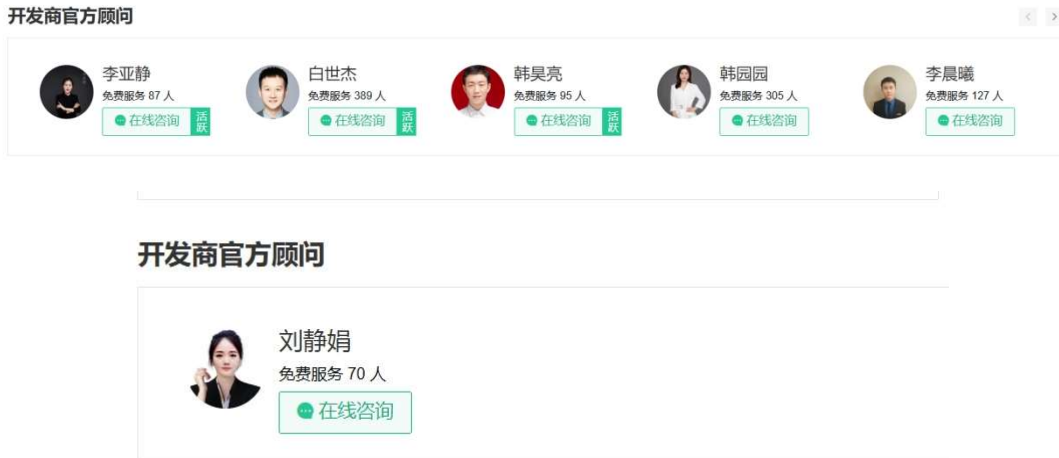 开发商官方顾问
李亚静
免费服务 87 人
在线咨询
活跃
白世杰
免费服务 389 人
在线咨询
活跃
韩昊亮
免费服务 95 人
在线咨询
活跃
韩园园
免费服务 305 人
在线咨询
李晨曦
免费服务 127 人
在线咨询
开发商官方顾问
刘静娟
免费服务 70 人
在线咨询